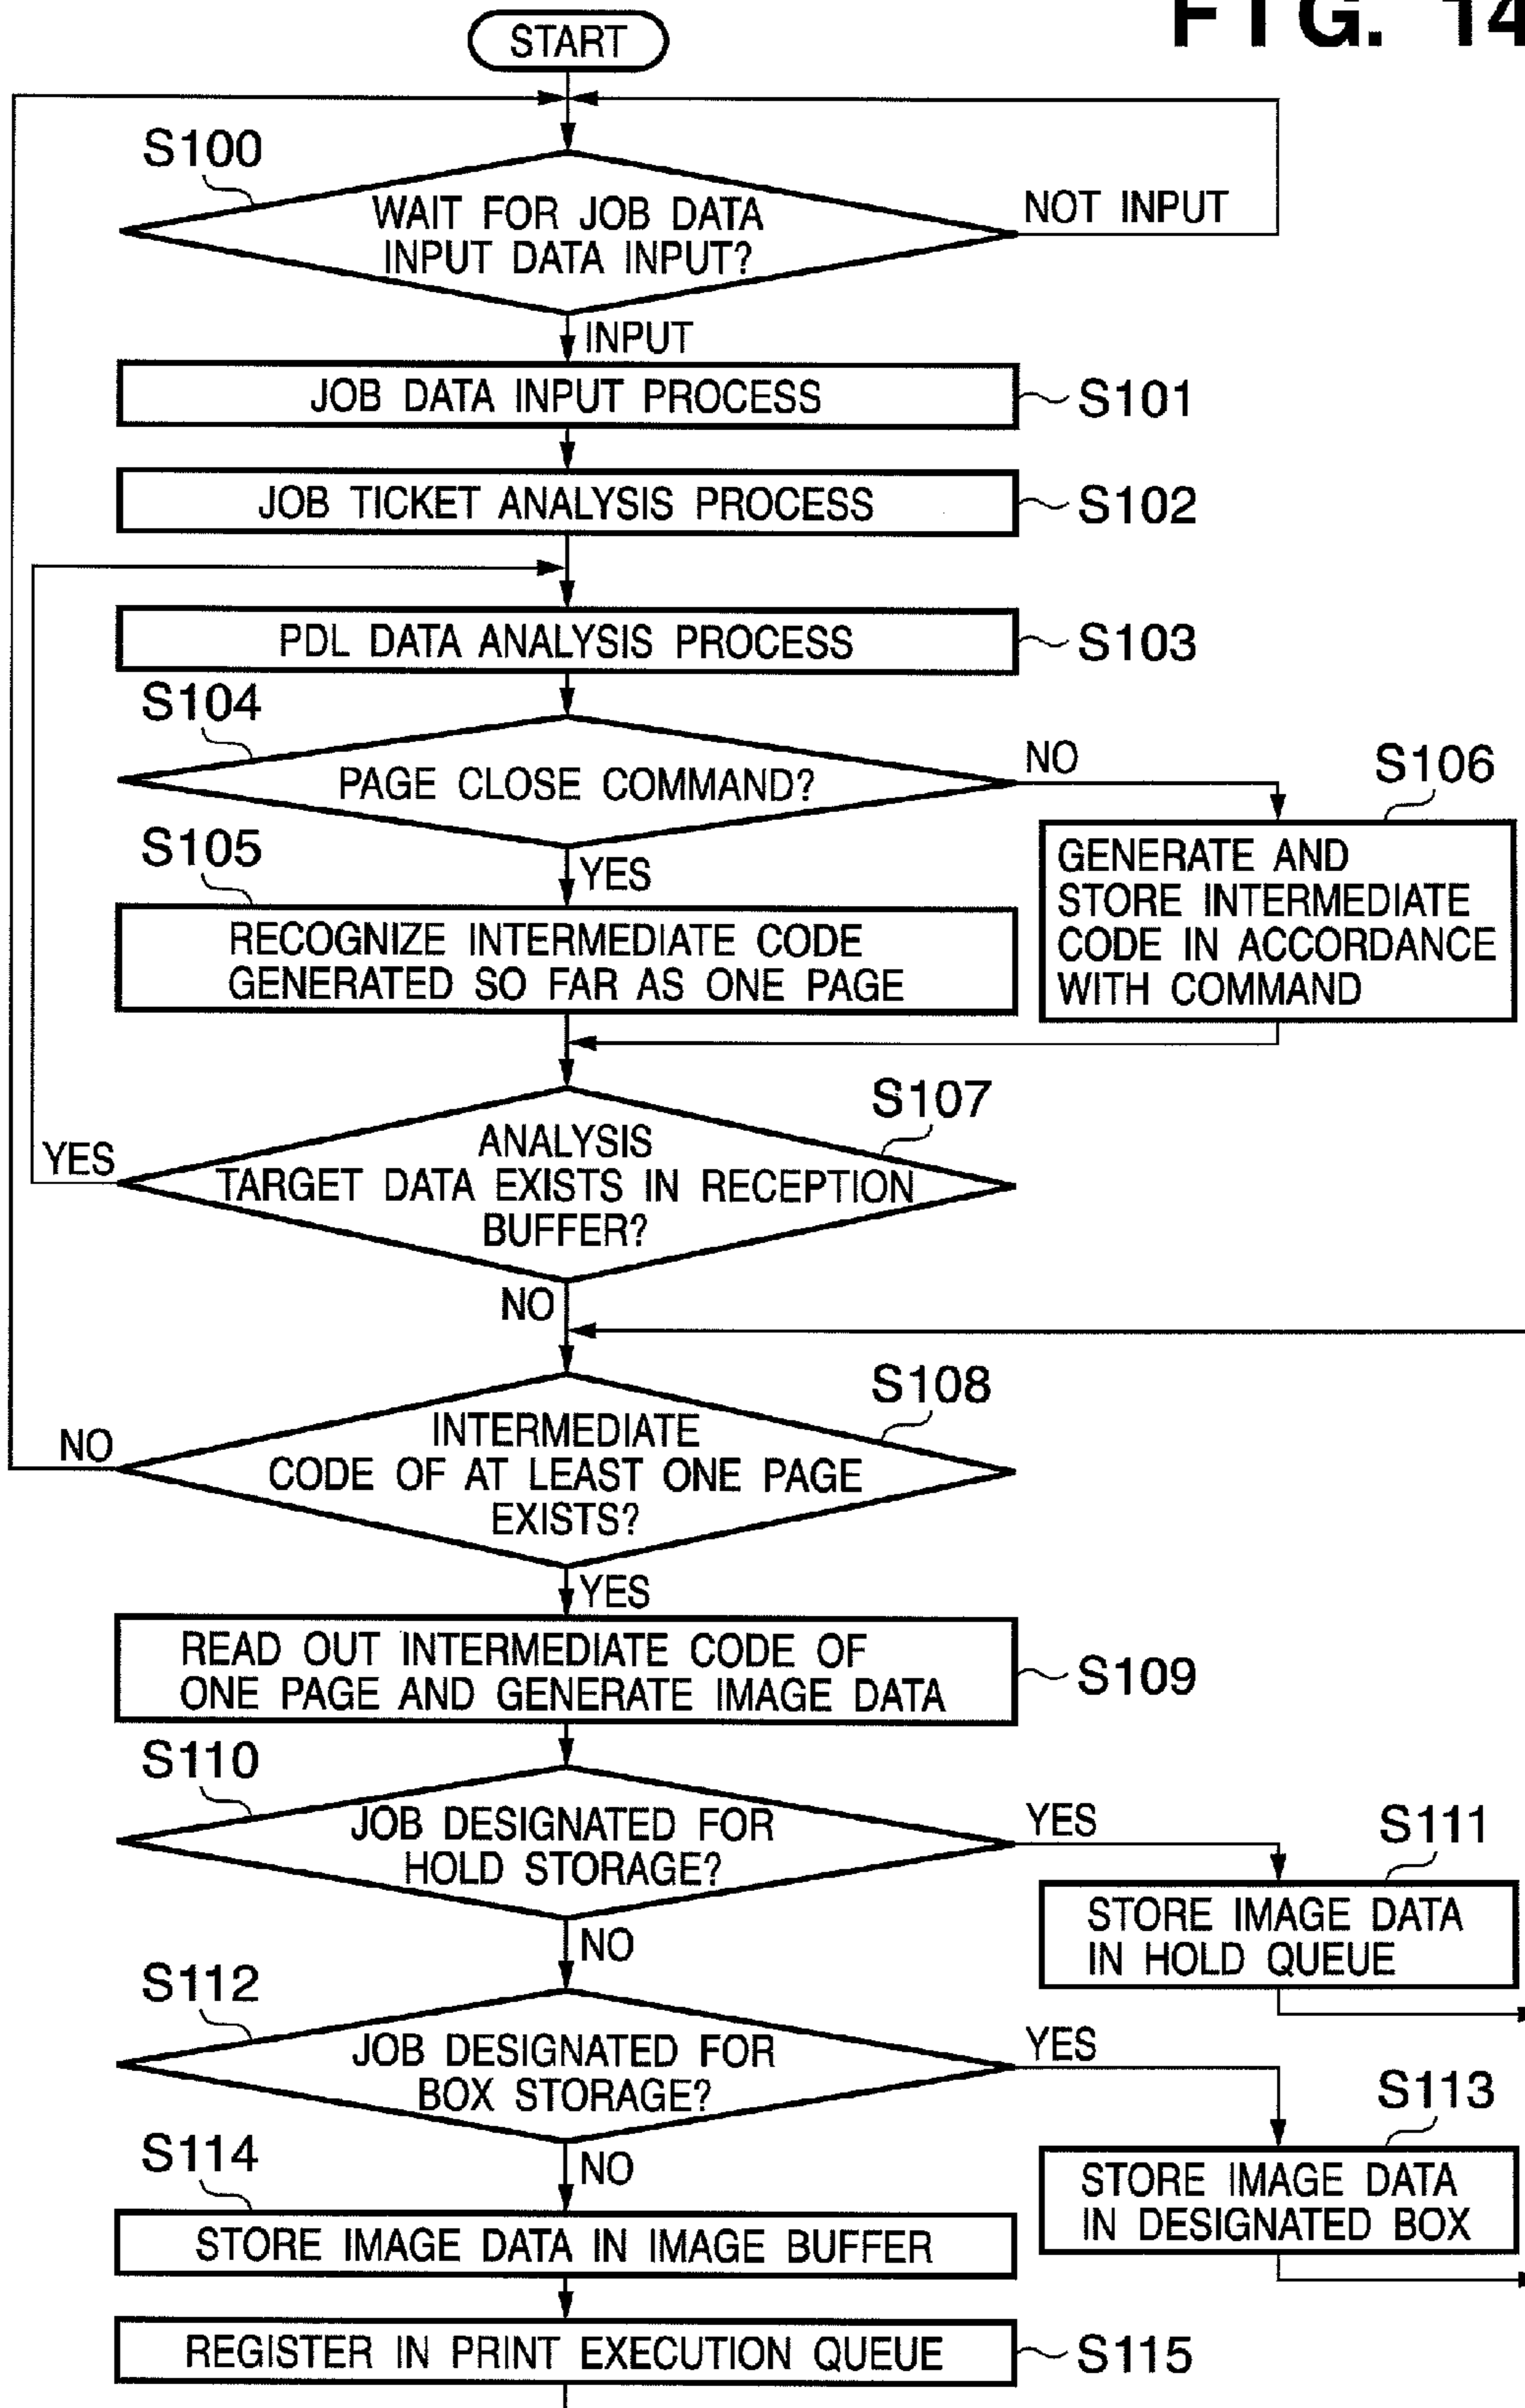 FIG. 14
START
S100
WAIT FOR JOB DATA
INPUT DATA INPUT?
NOT INPUT
INPUT
JOB DATA INPUT PROCESS
S101
JOB TICKET ANALYSIS PROCESS
S102
PDL DATA ANALYSIS PROCESS
S103
S104
PAGE CLOSE COMMAND?
NO
S106
GENERATE AND
STORE INTERMEDIATE
CODE IN ACCORDANCE
WITH COMMAND
S105
YES
RECOGNIZE INTERMEDIATE CODE
GENERATED SO FAR AS ONE PAGE
S107
ANALYSIS
TARGET DATA EXISTS IN RECEPTION
BUFFER?
YES
NO
S108
INTERMEDIATE
CODE OF AT LEAST ONE PAGE
EXISTS?
NO
YES
READ OUT INTERMEDIATE CODE OF
ONE PAGE AND GENERATE IMAGE DATA
S109
S110
JOB DESIGNATED FOR
HOLD STORAGE?
YES
S111
STORE IMAGE DATA
IN HOLD QUEUE
NO
S112
JOB DESIGNATED FOR
BOX STORAGE?
YES
S113
STORE IMAGE DATA
IN DESIGNATED BOX
NO
S114
STORE IMAGE DATA IN IMAGE BUFFER
REGISTER IN PRINT EXECUTION QUEUE
S115